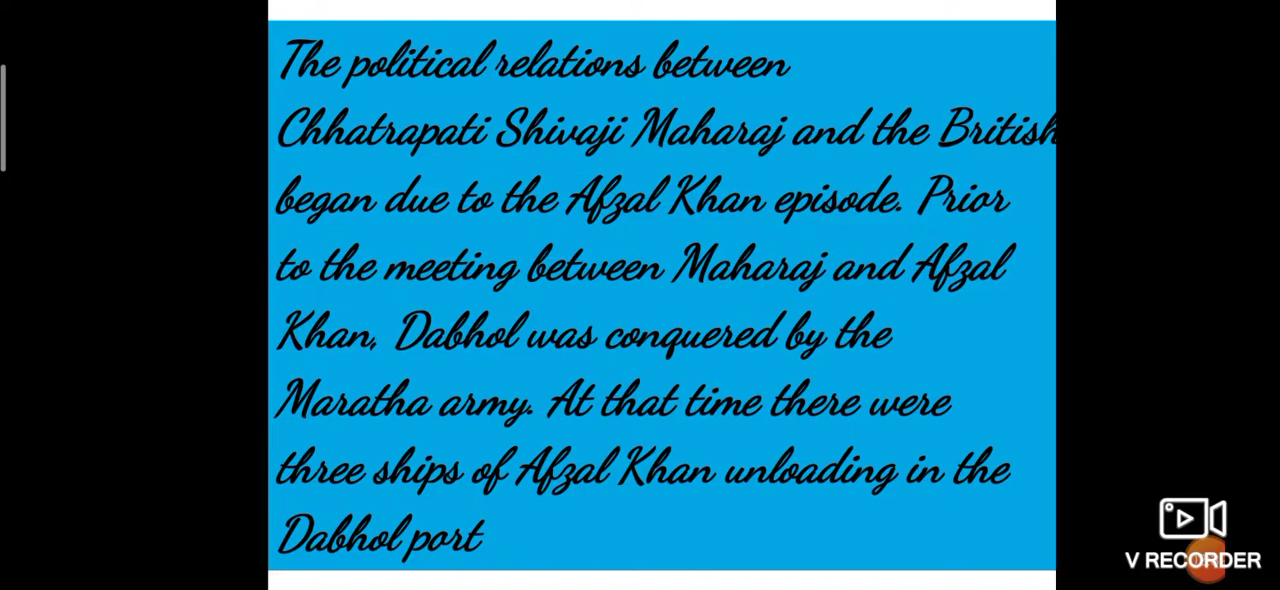 The political relations between
Chhatrapati Shivaji Maharaj and the British
began due to the Afzal Khan episode. Prior
to the meeting between Maharaj and Afzal
Khan, Dabhol was conquered by the
Maratha army. At that time there were
three ships of Afzal Khan unloading in the
Dabhol port
V RECORDER